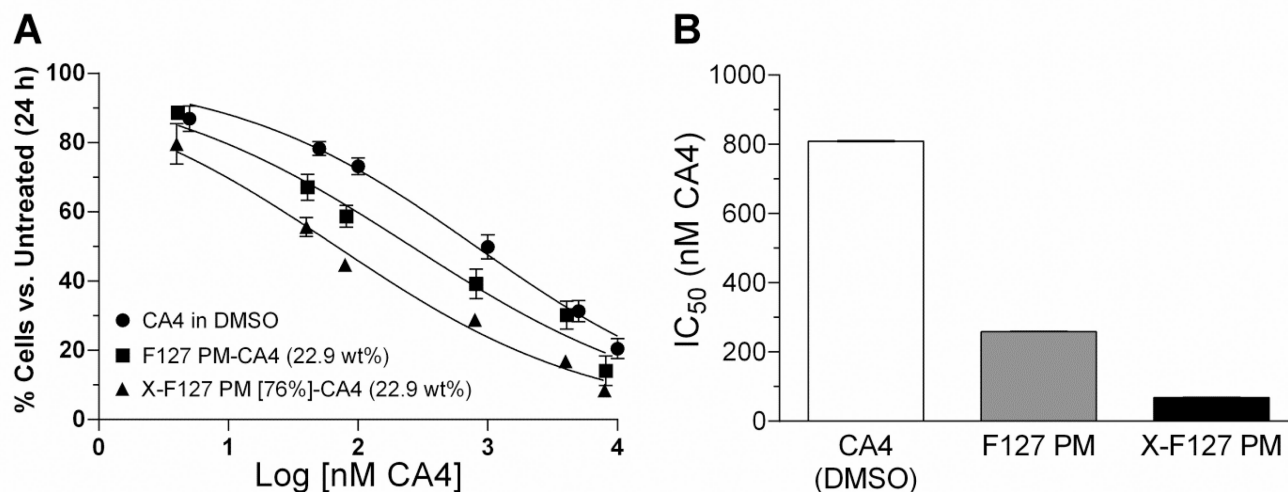 A
% Cells vs. Untreated (24 h)
100
80
60
40
20
0
CA4 in DMSO
F127 PM-CA4 (22.9 wt%)
X-F127 PM [76%]-CA4 (22.9 wt%)
0 1 2 3 4
Log [nM CA4]
B
IC₅₀ (nM CA4)
1000
800
600
400
200
0
CA4 F127 PM X-F127 PM
(DMSO)